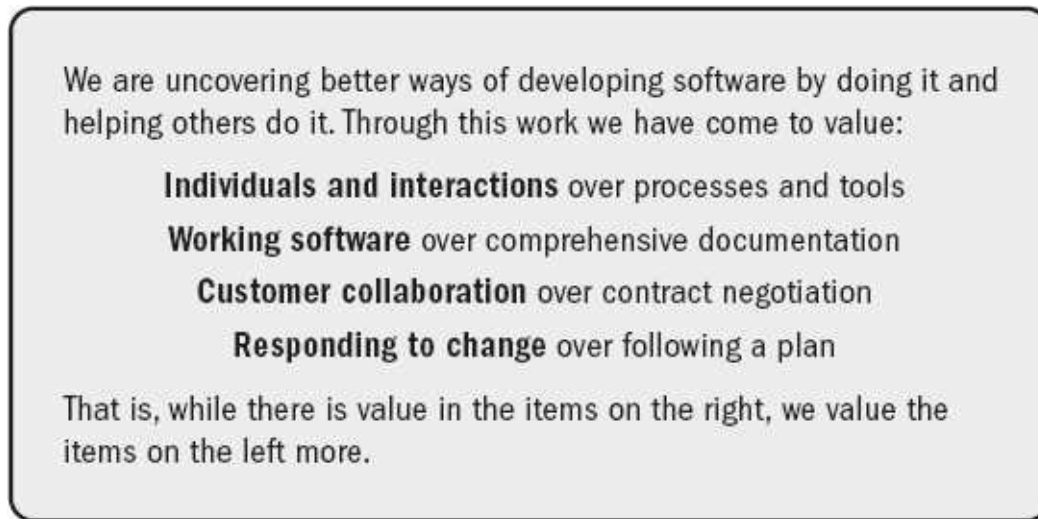 We are uncovering better ways of developing software by doing it and
helping others do it. Through this work we have come to value:
Individuals and interactions over processes and tools
Working software over comprehensive documentation
Customer collaboration over contract negotiation
Responding to change over following a plan
That is, while there is value in the items on the right, we value the
items on the left more.